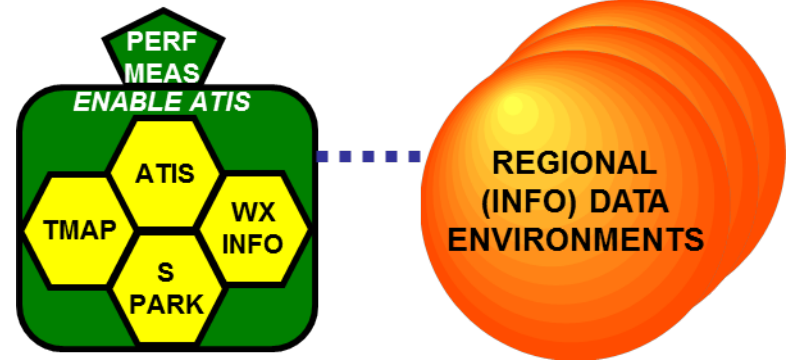 PERF
MEAS
ENABLE ATIS
ATIS
TMAP
WX
INFO
S
PARK
REGIONAL
(INFO) DATA
ENVIRONMENTS